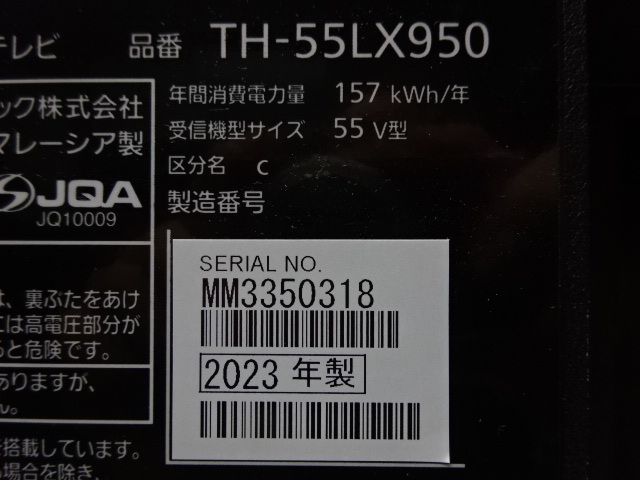 テレビ 品番 TH-55LX950
ック株式会社
マレーシア製
JQA
JQ10009
年間消費電力量 157 kWh/年
受信機型サイズ 55 V型
区分名 c
製造番号
SERIAL NO.
MM3350318
2023 年製
は、裏ぶたをあけ
には高電圧部分が
ると危険です。
ありますが、
ん。
を搭載しています。
の場合を除き、